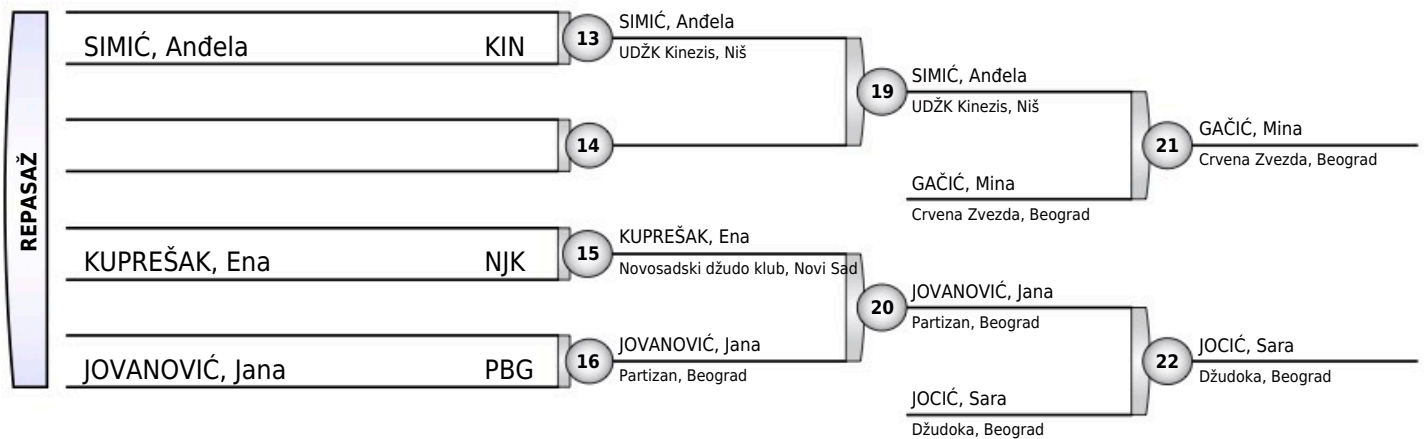 REPASAŽ
SIMIĆ, Anđela KIN
13
SIMIĆ, Anđela
UDŽK Kinezis, Niš
14
19
SIMIĆ, Anđela
UDŽK Kinezis, Niš
GAČIĆ, Mina
Crvena Zvezda, Beograd
21
GAČIĆ, Mina
Crvena Zvezda, Beograd
KUPREŠAK, Ena NJK
15
KUPREŠAK, Ena
Novosadski džudo klub, Novi Sad
JOVANOVIĆ, Jana PBG
16
JOVANOVIĆ, Jana
Partizan, Beograd
20
JOVANOVIĆ, Jana
Partizan, Beograd
JOCIĆ, Sara
Džudoka, Beograd
22
JOCIĆ, Sara
Džudoka, Beograd